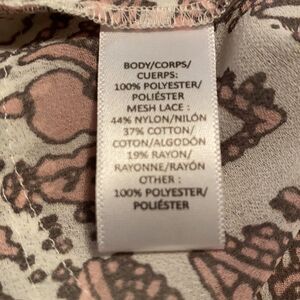 BODY/CORPS/
CUERPS:
100% POLYESTER/
POLIÉSTER
MESH LACE :
44% NYLON/NILÓN
37% COTTON/
COTON/ALGODÓN
19% RAYON/
RAYONNE/RAYÓN
OTHER :
100% POLYESTER/
POLIÉSTER